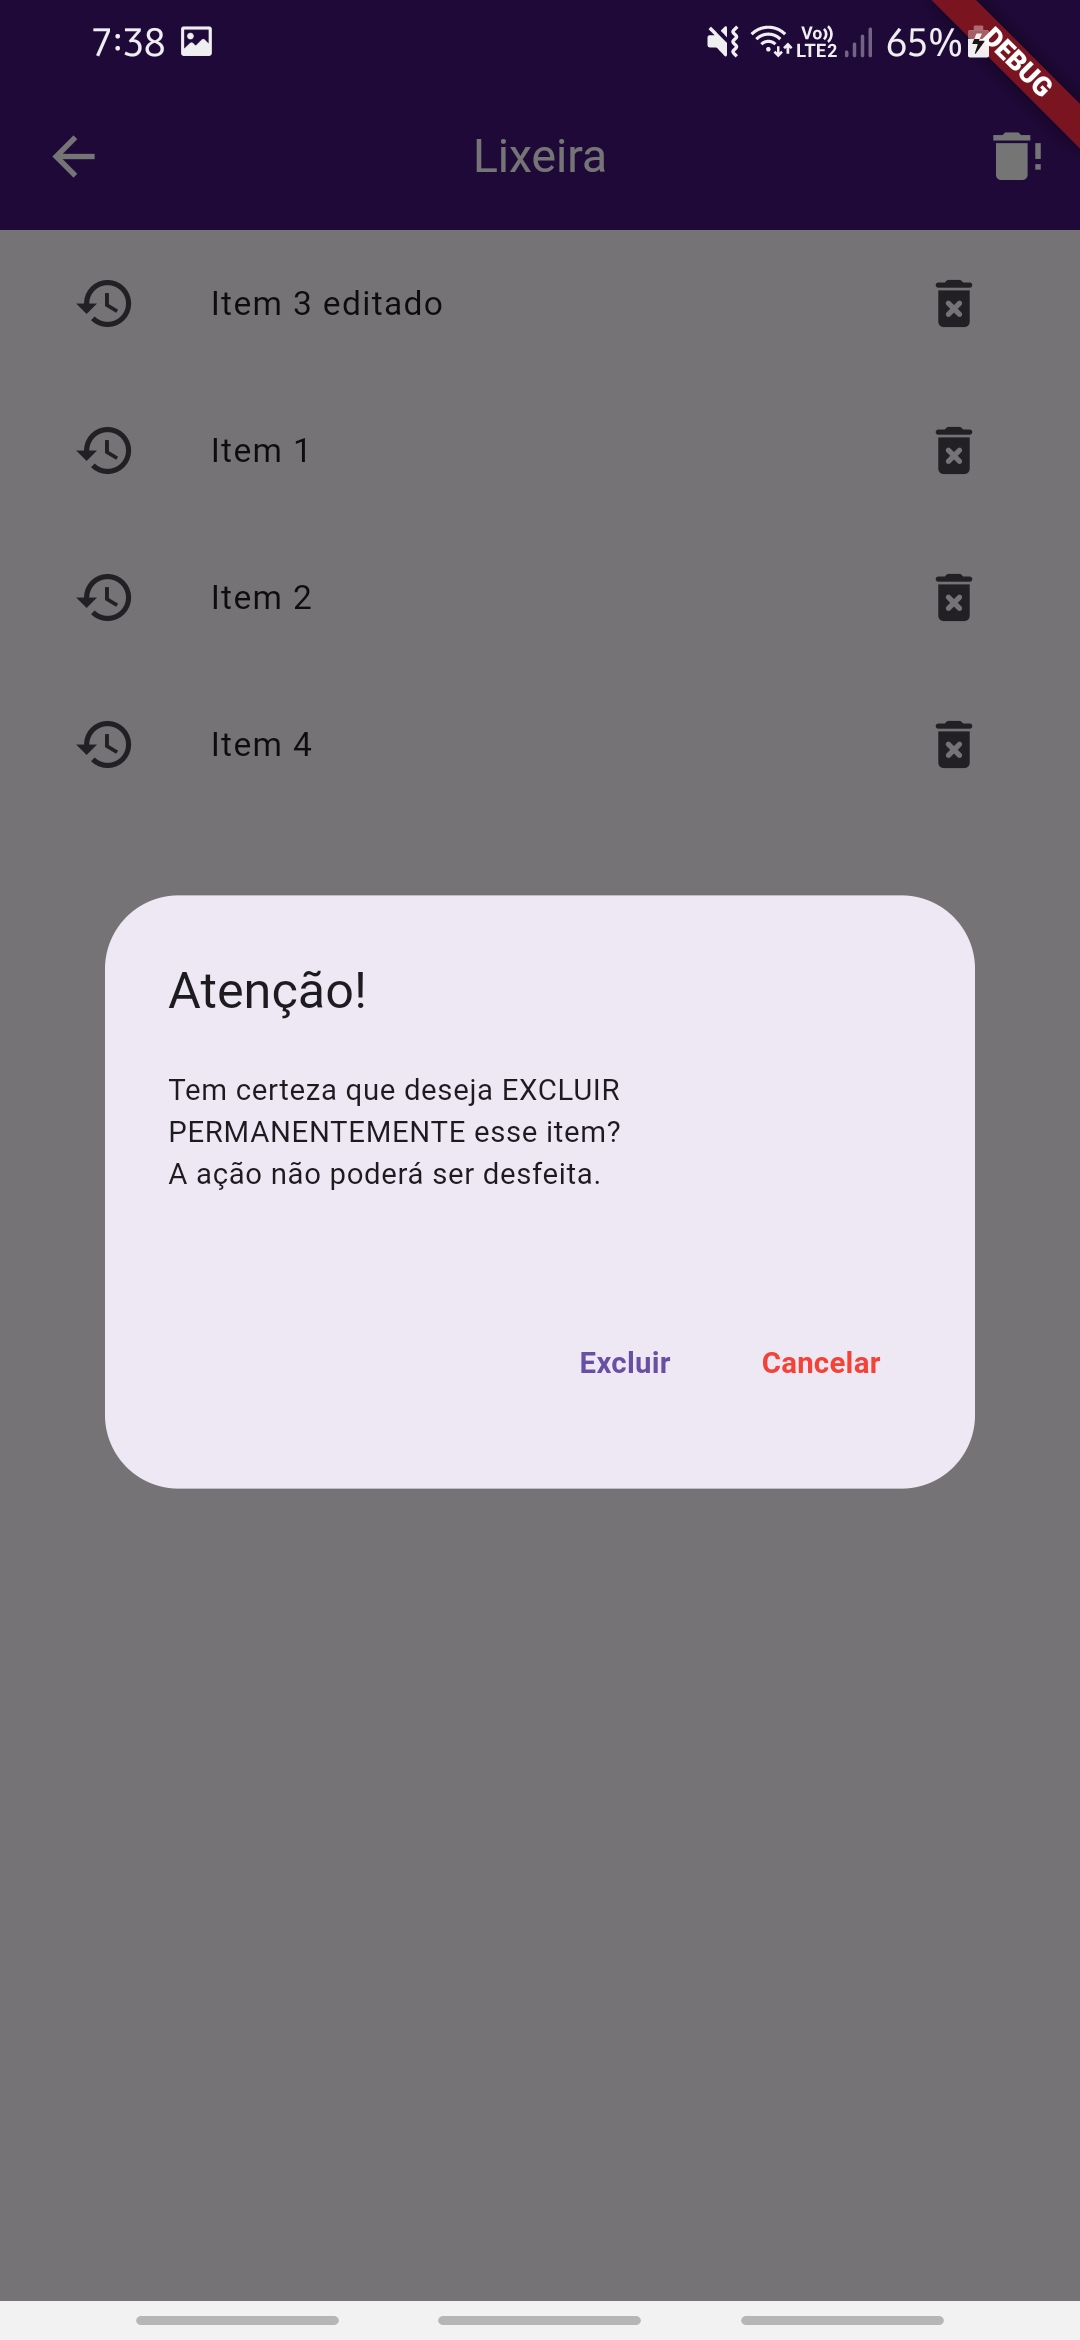 7:38
Vo))
LTE2
65%
DEBUG
Lixeira
Item 3 editado
Item 1
Item 2
Item 4
Atenção!
Tem certeza que deseja EXCLUIR
PERMANENTEMENTE esse item?
A ação não poderá ser desfeita.
Excluir Cancelar